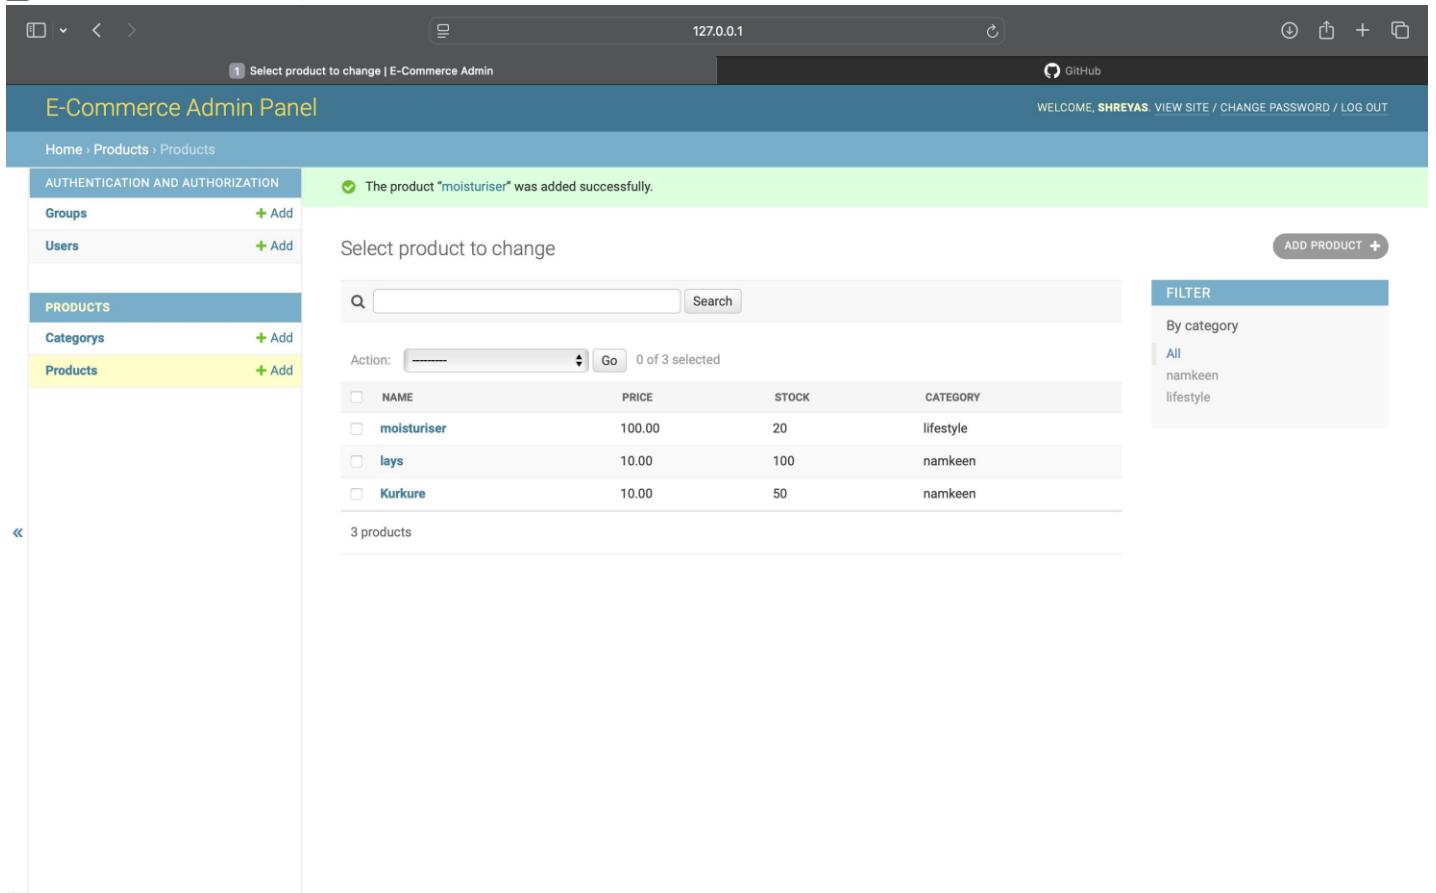 127.0.0.1
1 Select product to change | E-Commerce Admin
GitHub
E-Commerce Admin Panel
WELCOME, SHREYAS. VIEW SITE / CHANGE PASSWORD / LOG OUT
Home › Products › Products
AUTHENTICATION AND AUTHORIZATION
Groups + Add
Users + Add
PRODUCTS
Categorys + Add
Products + Add
«
The product “moisturiser” was added successfully.
Select product to change
ADD PRODUCT +
Search
Action: --------- Go 0 of 3 selected
NAME PRICE STOCK CATEGORY
moisturiser 100.00 20 lifestyle
lays 10.00 100 namkeen
Kurkure 10.00 50 namkeen
3 products
FILTER
By category
All
namkeen
lifestyle